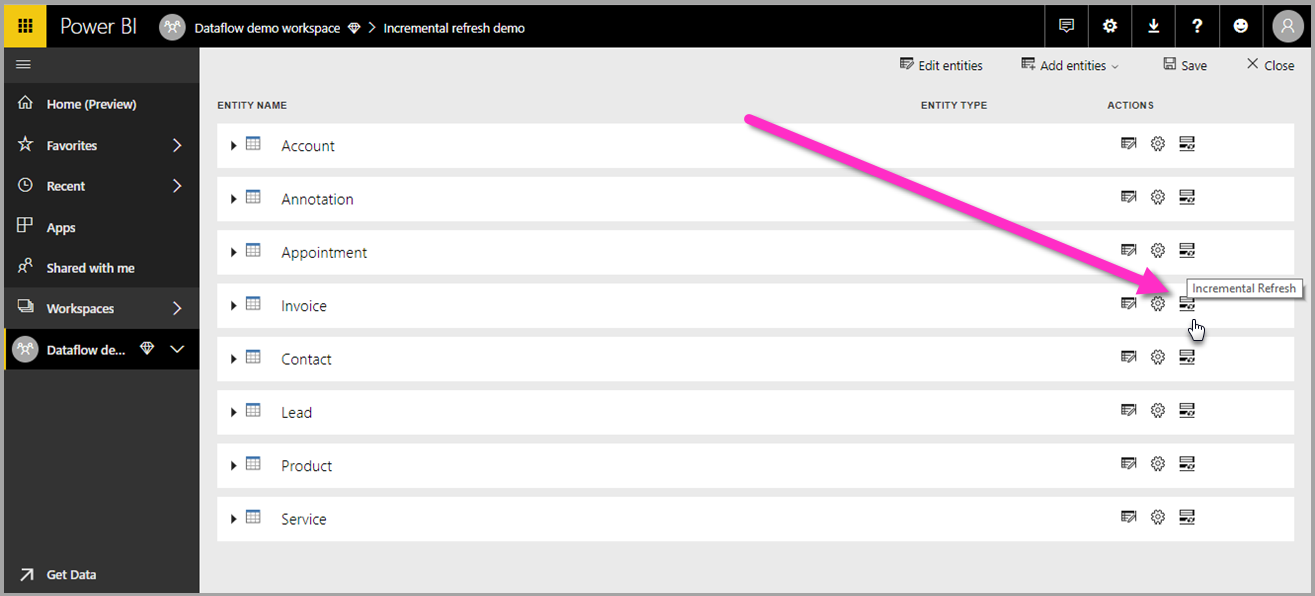 Power BI
Dataflow demo workspace
Incremental refresh demo
?
Edit entities
Add entities
Save
Close
Home (Preview)
Favorites
Recent
Apps
Shared with me
Workspaces
Dataflow de...
Get Data
ENTITY NAME
ENTITY TYPE
ACTIONS
Account
Annotation
Appointment
Invoice
Incremental Refresh
Contact
Lead
Product
Service